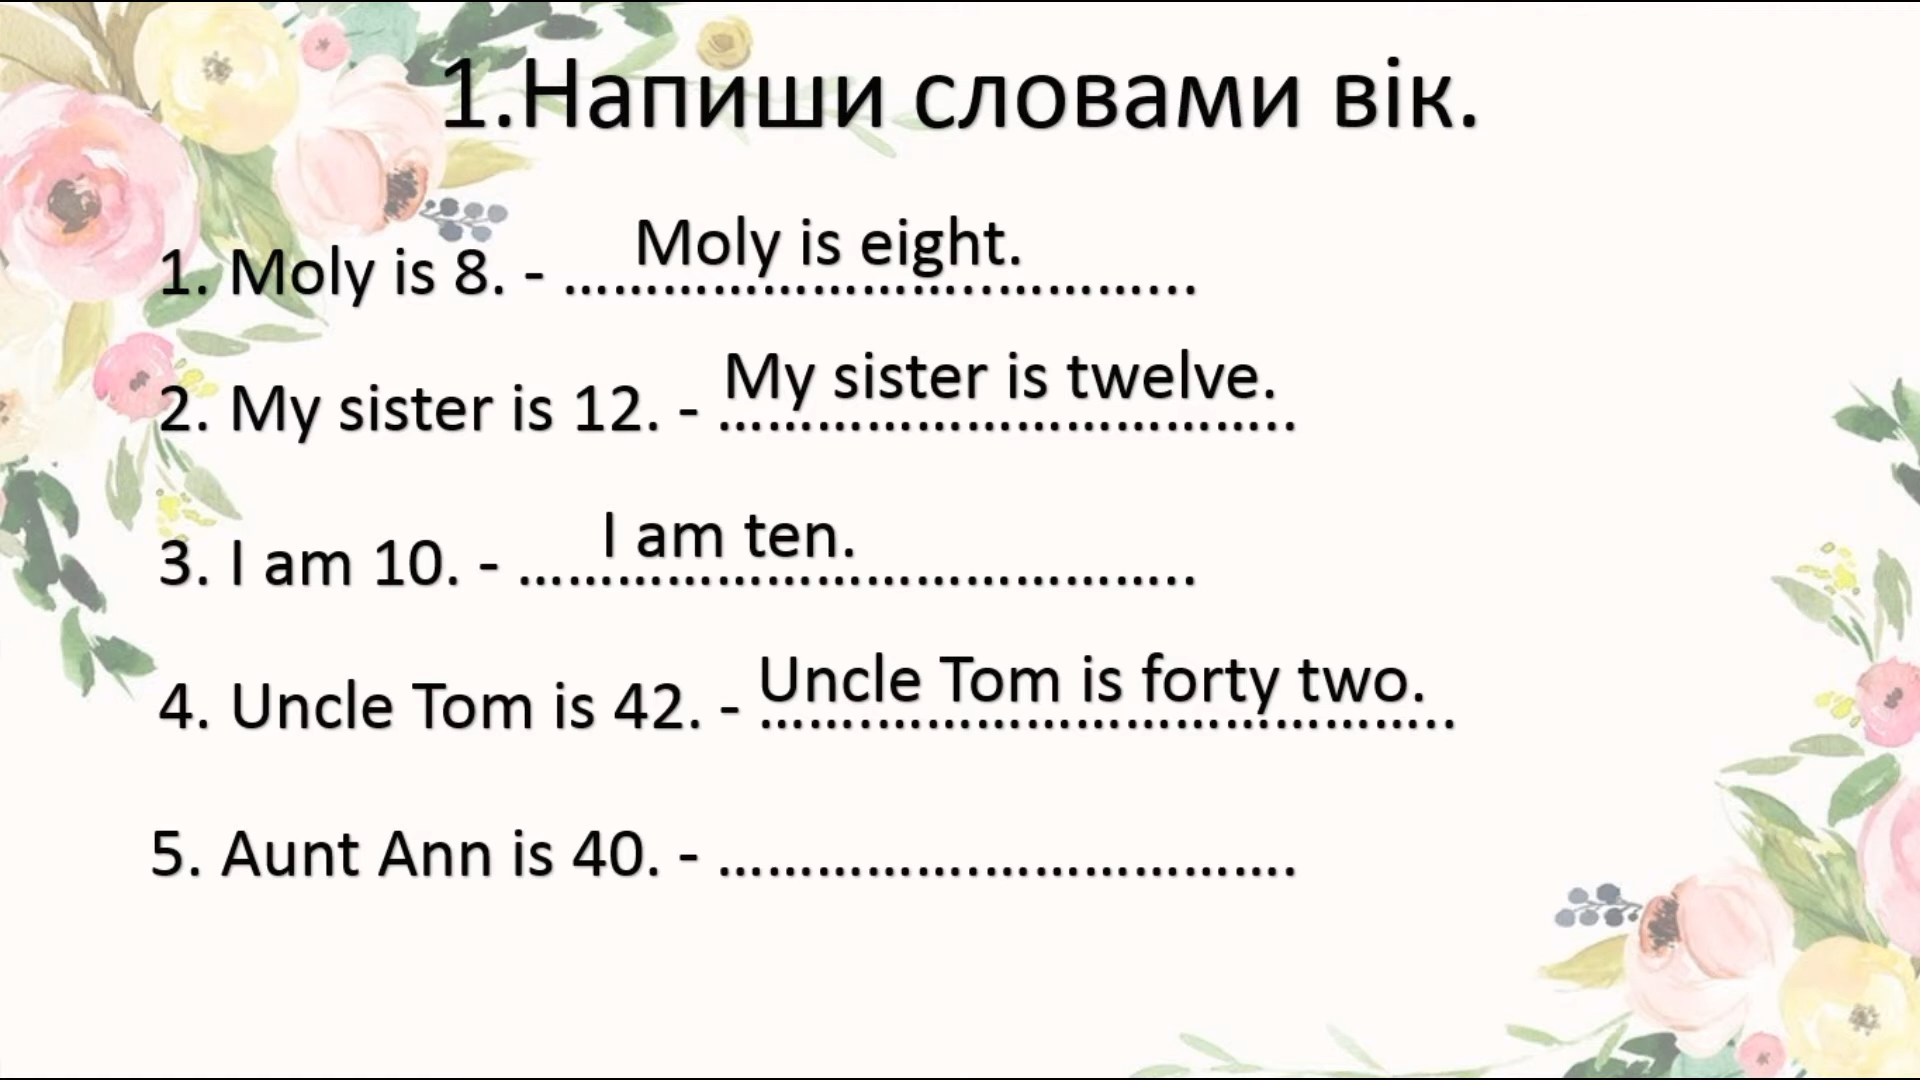 1.Напиши словами вік.
1. Moly is 8. - ………………………..………...
Moly is eight.
2. My sister is 12. - ……………………………..
My sister is twelve.
3. I am 10. - …………………………………..
I am ten.
4. Uncle Tom is 42. - …….……………………………..
Uncle Tom is forty two.
5. Aunt Ann is 40. - …………….……………….